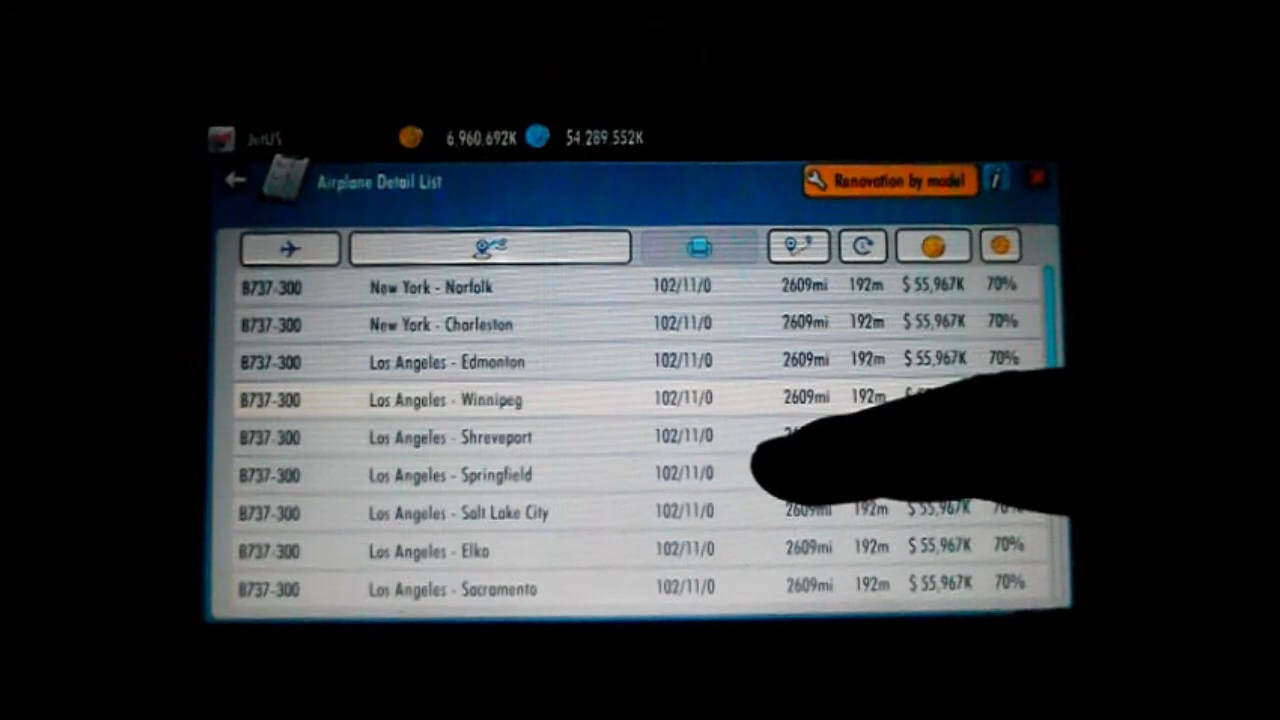 JetUS 6.960.692K 54.289.552K
Airplane Detail List Renovation by model i
B737-300 New York - Norfolk 102/11/0 2609mi 192m $ 55,967K 70%
B737-300 New York - Charleston 102/11/0 2609mi 192m $ 55,967K 70%
B737-300 Los Angeles - Edmonton 102/11/0 2609mi 192m $ 55,967K 70%
B737-300 Los Angeles - Winnipeg 102/11/0 2609mi 192m
B737-300 Los Angeles - Shreveport 102/11/0
B737-300 Los Angeles - Springfield 102/11/0
B737-300 Los Angeles - Salt Lake City 102/11/0 2609mi 192m $ 55,967K 70%
B737-300 Los Angeles - Elko 102/11/0 2609mi 192m $ 55,967K 70%
B737-300 Los Angeles - Sacramento 102/11/0 2609mi 192m $ 55,967K 70%